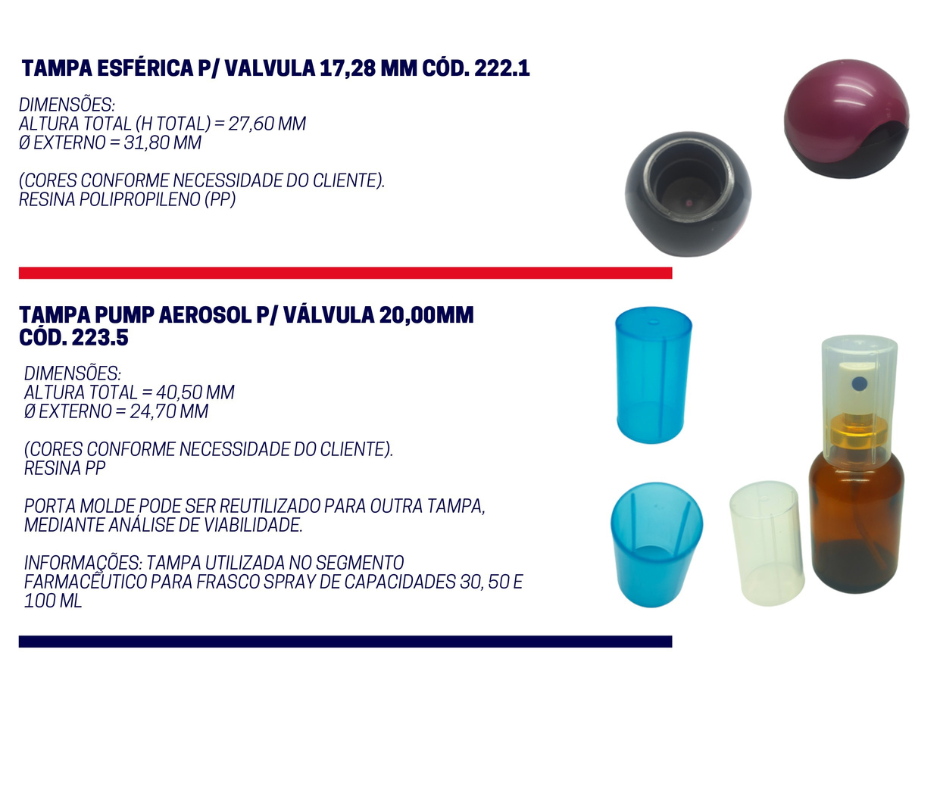 TAMPA ESFÉRICA P/ VALVULA 17,28 MM CÓD. 222.1
DIMENSÕES:
ALTURA TOTAL (H TOTAL) = 27,60 MM
Ø EXTERNO = 31,80 MM
(CORES CONFORME NECESSIDADE DO CLIENTE).
RESINA POLIPROPILENO (PP)
TAMPA PUMP AEROSOL P/ VÁLVULA 20,00MM
CÓD. 223.5
DIMENSÕES:
ALTURA TOTAL = 40,50 MM
Ø EXTERNO = 24,70 MM
(CORES CONFORME NECESSIDADE DO CLIENTE).
RESINA PP
PORTA MOLDE PODE SER REUTILIZADO PARA OUTRA TAMPA,
MEDIANTE ANÁLISE DE VIABILIDADE.
INFORMAÇÕES: TAMPA UTILIZADA NO SEGMENTO
FARMACÊUTICO PARA FRASCO SPRAY DE CAPACIDADES 30, 50 E
100 ML